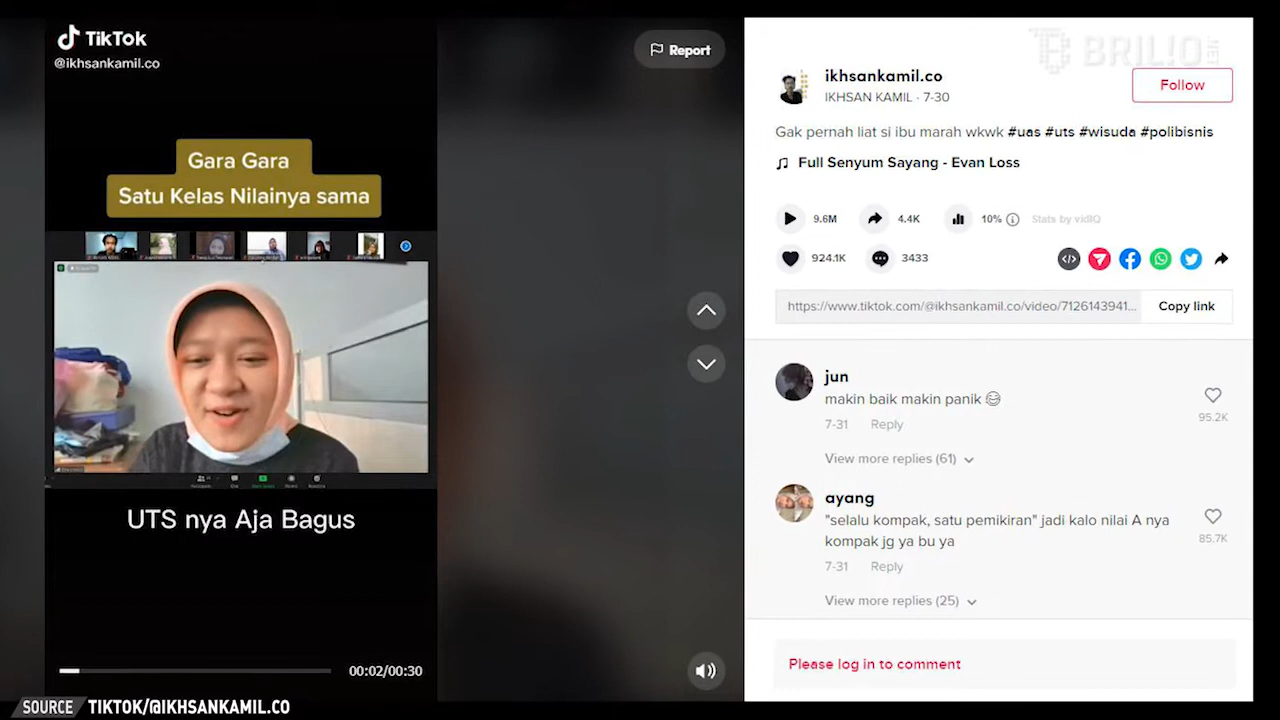 TikTok
@ikhsankamil.co
Gara Gara
Satu Kelas Nilainya sama
UTS nya Aja Bagus
00:02/00:30
SOURCE TIKTOK/@IKHSANKAMIL.CO
Report
BRILIO.NET
ikhsankamil.co
IKHSAN KAMIL · 7-30
Follow
Gak pernah liat si ibu marah wkwk #uas #uts #wisuda #polibisnis
Full Senyum Sayang - Evan Loss
9.6M 4.4K 10% Stats by vidIQ
924.1K 3433
https://www.tiktok.com/@ikhsankamil.co/video/7126143941... Copy link
jun
makin baik makin panik 😅
95.2K
7-31 Reply
View more replies (61)
ayang
"selalu kompak, satu pemikiran" jadi kalo nilai A nya
kompak jg ya bu ya
85.7K
7-31 Reply
View more replies (25)
Please log in to comment